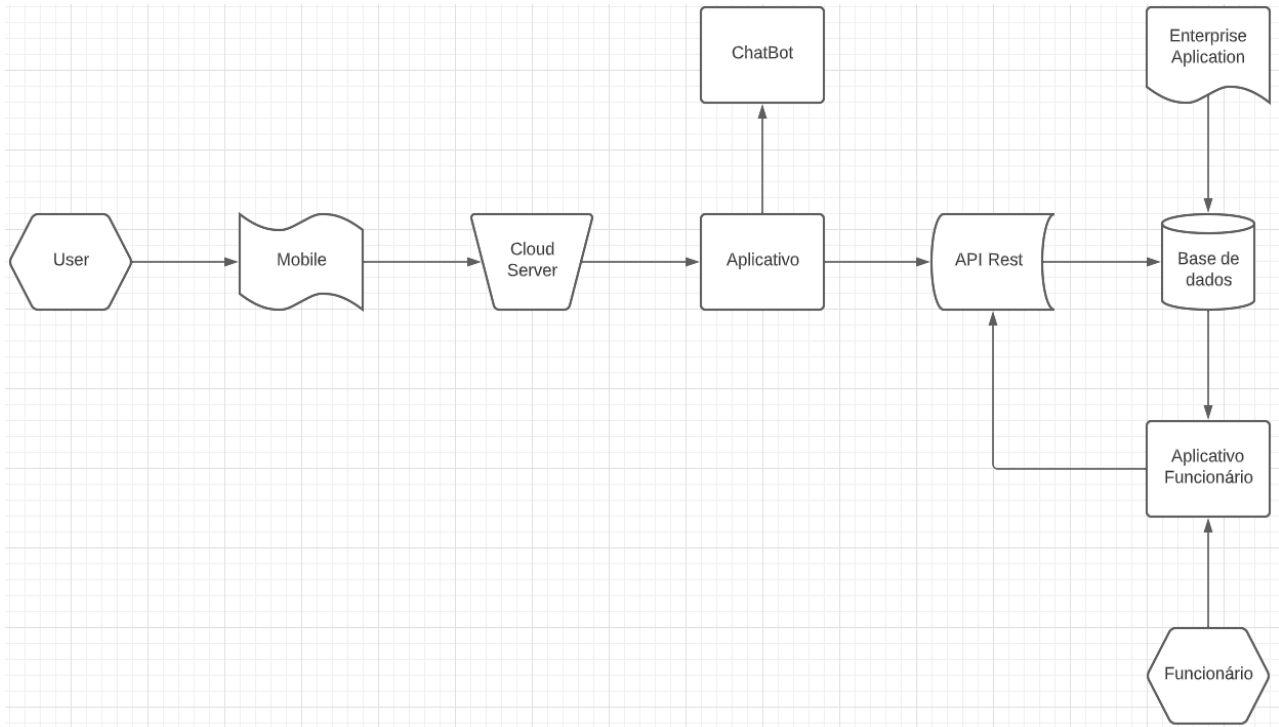 ChatBot
Enterprise
Aplication
User
Mobile
Cloud
Server
Aplicativo
API Rest
Base de
dados
Aplicativo
Funcionário
Funcionário